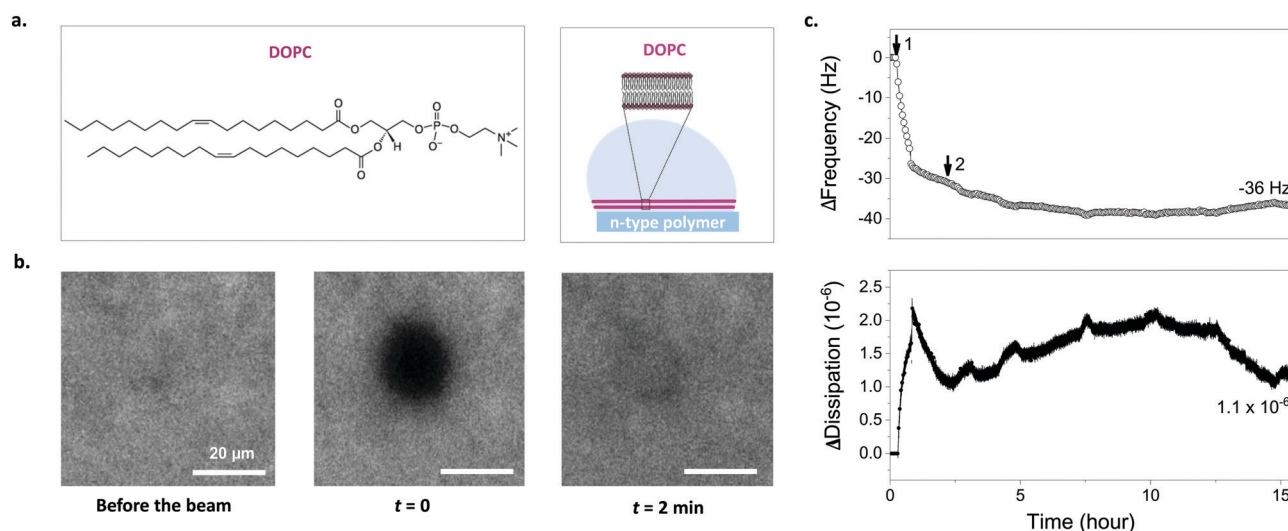 a.
DOPC
O
O
O
O
P
O
O⁻
N⁺
O
H
O
DOPC
n-type polymer
b.
20 µm
Before the beam
t = 0
t = 2 min
c.
1
2
-36 Hz
ΔFrequency (Hz)
0
-10
-20
-30
-40
1.1 x 10⁻⁶
ΔDissipation (10⁻⁶)
2.5
2.0
1.5
1.0
0.5
0.0
0
5
10
15
Time (hour)